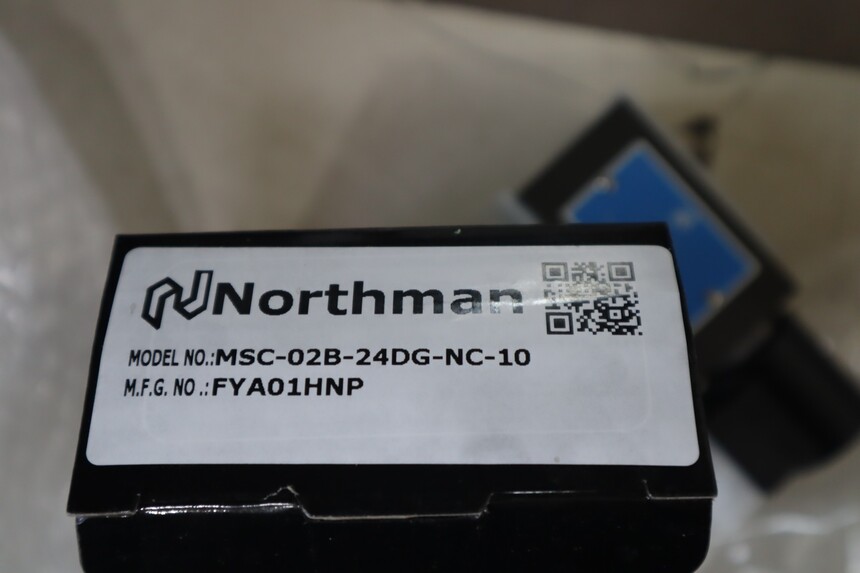 Northman
MODEL NO.:MSC-02B-24DG-NC-10
M.F.G. NO.:FYA01HNP